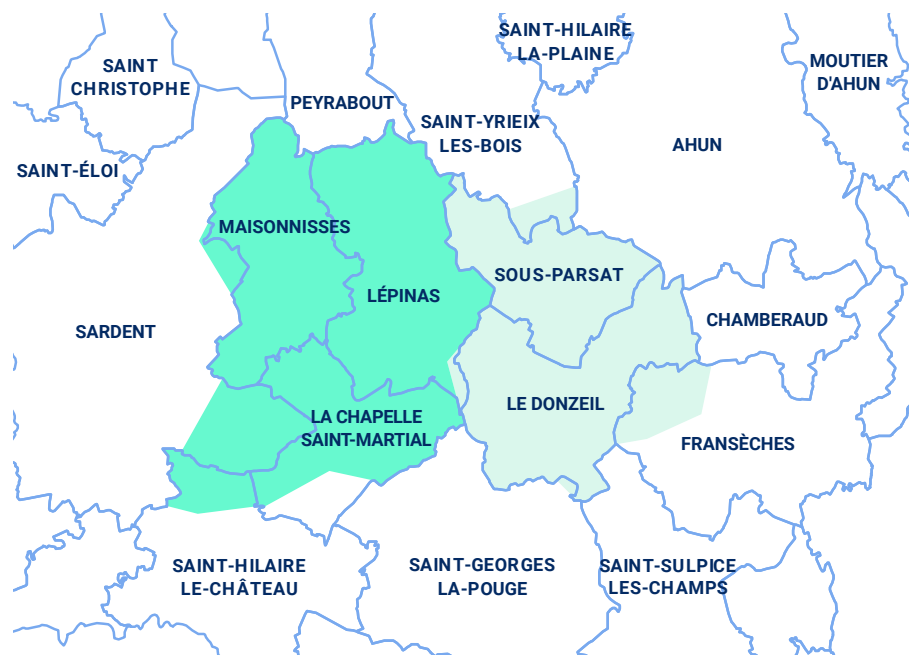 SAINT-HILAIRE
LA-PLAINE
SAINT
CHRISTOPHE
MOUTIER
D'AHUN
PEYRABOUT
SAINT-YRIEIX
LES-BOIS
AHUN
SAINT-ÉLOI
MAISONNISSES
SOUS-PARSAT
LÉPINAS
CHAMBERAUD
SARDENT
LE DONZEIL
LA CHAPELLE
SAINT-MARTIAL
FRANSÈCHES
SAINT-HILAIRE
LE-CHÂTEAU
SAINT-GEORGES
LA-POUGE
SAINT-SULPICE
LES-CHAMPS